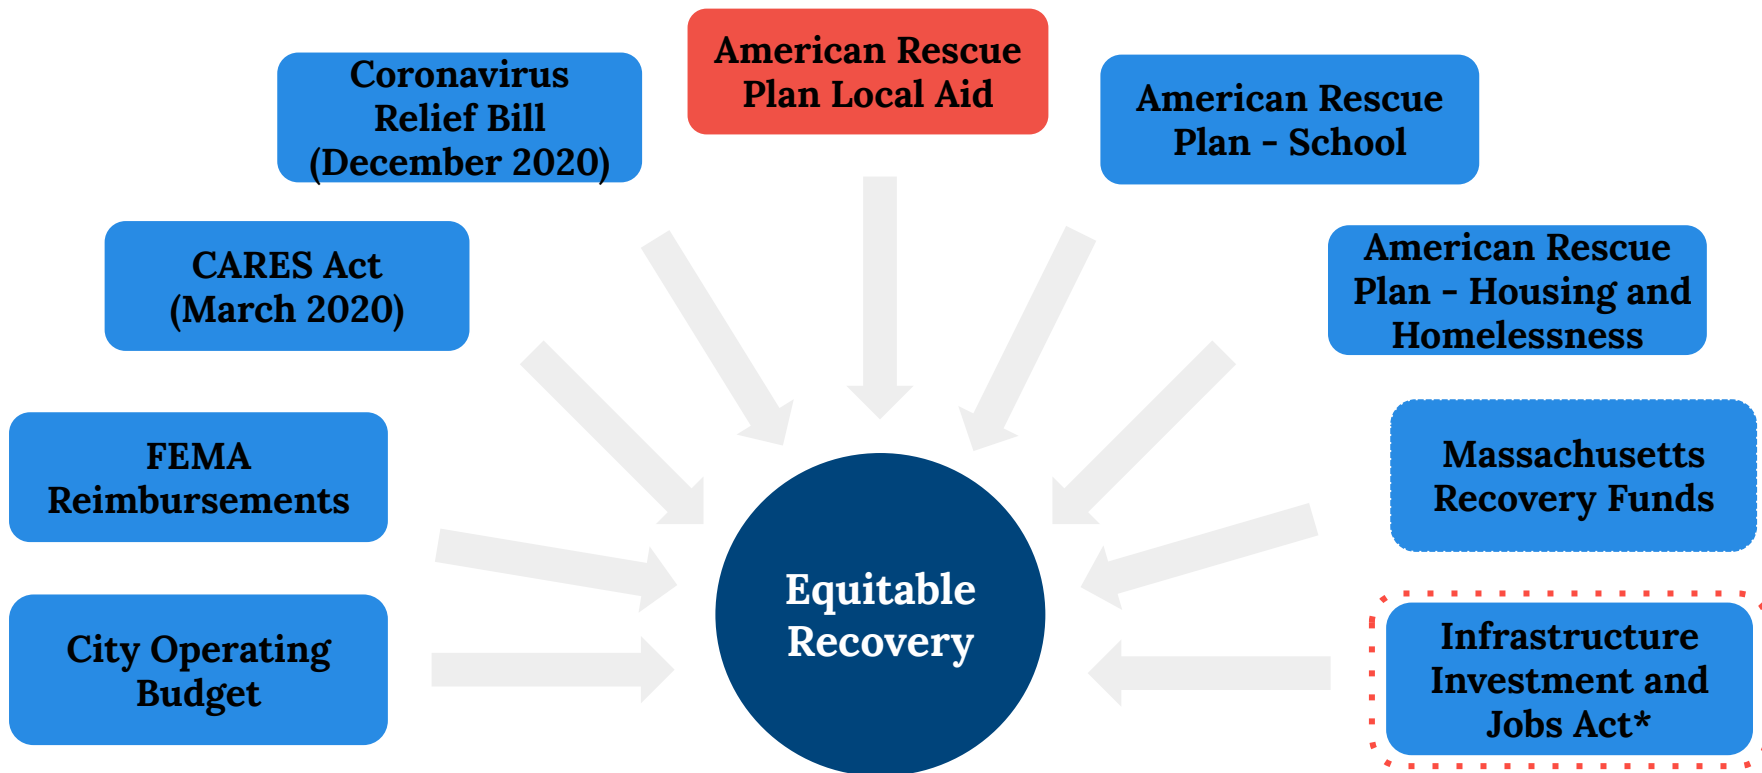 American Rescue
Plan Local Aid
Coronavirus
Relief Bill
(December 2020)
American Rescue
Plan - School
CARES Act
(March 2020)
American Rescue
Plan - Housing and
Homelessness
FEMA
Reimbursements
Massachusetts
Recovery Funds
City Operating
Budget
Equitable
Recovery
Infrastructure
Investment and
Jobs Act*